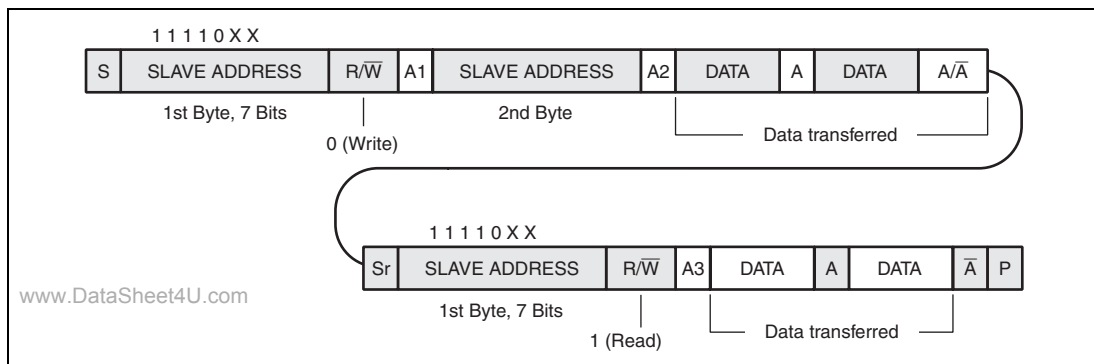 1 1 1 1 0 X X
S SLAVE ADDRESS R/W̅ A1 SLAVE ADDRESS A2 DATA A DATA A/A̅
1st Byte, 7 Bits 2nd Byte
0 (Write) Data transferred
1 1 1 1 0 X X
Sr SLAVE ADDRESS R/W̅ A3 DATA A DATA A̅ P
www.DataSheet4U.com
1st Byte, 7 Bits
1 (Read) Data transferred